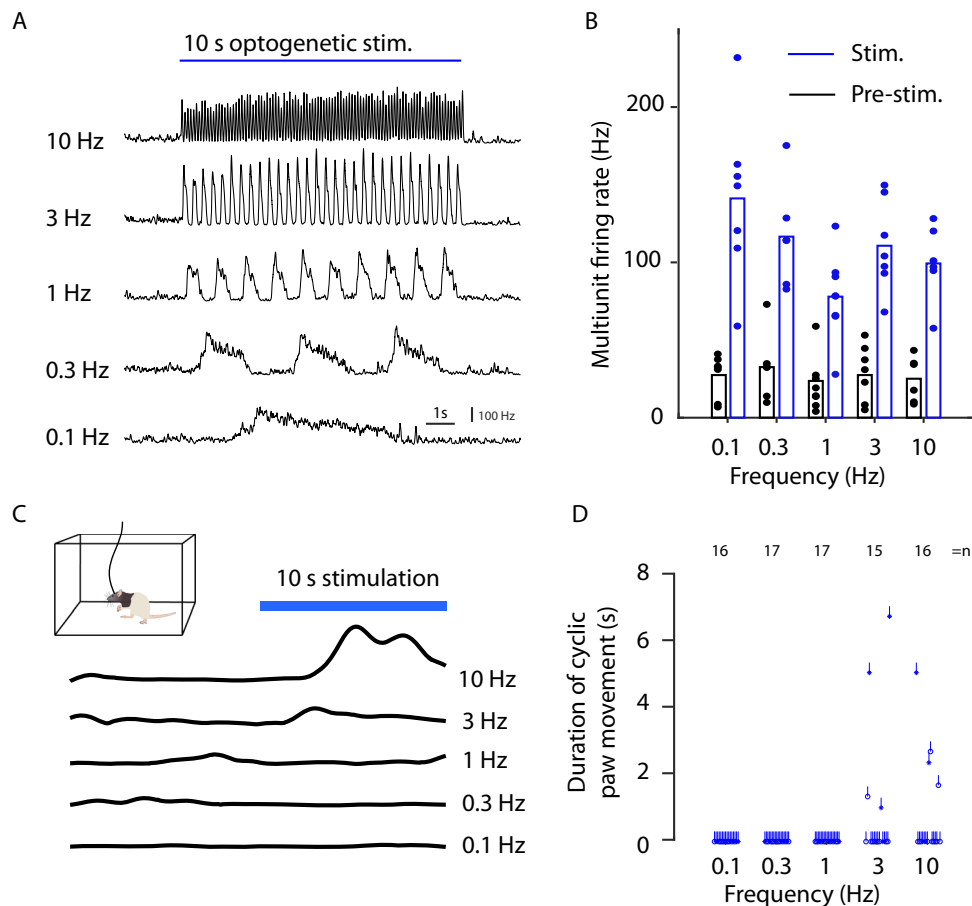 A
10 s optogenetic stim.
10 Hz
3 Hz
1 Hz
0.3 Hz
0.1 Hz
1s
100 Hz
B
Stim.
Pre-stim.
Multiunit firing rate (Hz)
200
100
0
0.1 0.3 1 3 10
Frequency (Hz)
C
10 s stimulation
10 Hz
3 Hz
1 Hz
0.3 Hz
0.1 Hz
D
16 17 17 15 16 =n
Duration of cyclic
paw movement (s)
8
6
4
2
0
0.1 0.3 1 3 10
Frequency (Hz)